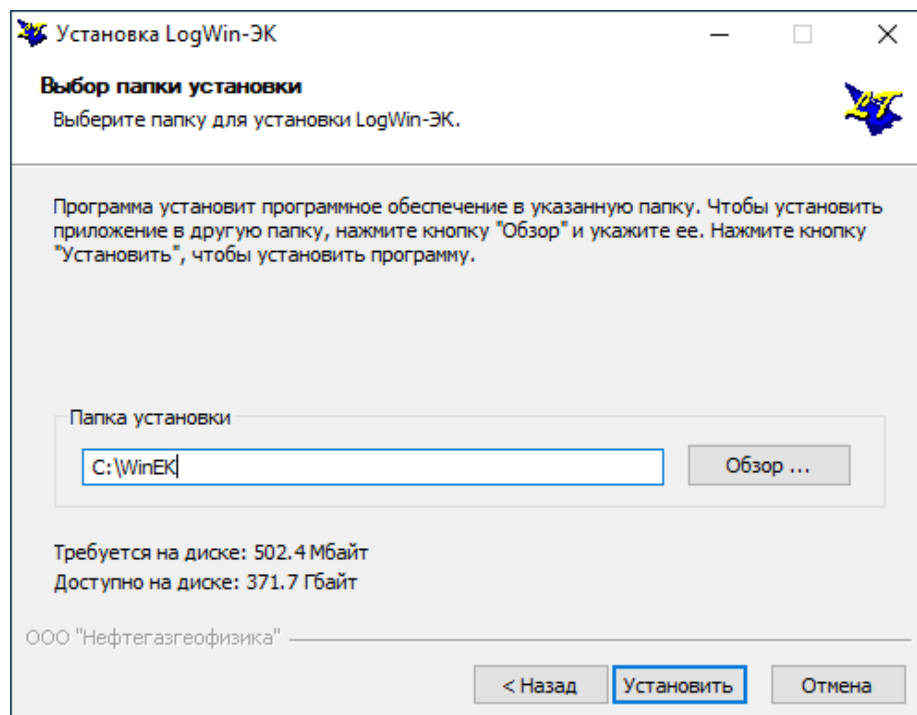 Установка LogWin-ЭК
Выбор папки установки
Выберите папку для установки LogWin-ЭК.
Программа установит программное обеспечение в указанную папку. Чтобы установить
приложение в другую папку, нажмите кнопку "Обзор" и укажите ее. Нажмите кнопку
"Установить", чтобы установить программу.
Папка установки
C:\WinEK
Обзор ...
Требуется на диске: 502.4 Мбайт
Доступно на диске: 371.7 Гбайт
ООО "Нефтегазгеофизика"
< Назад
Установить
Отмена